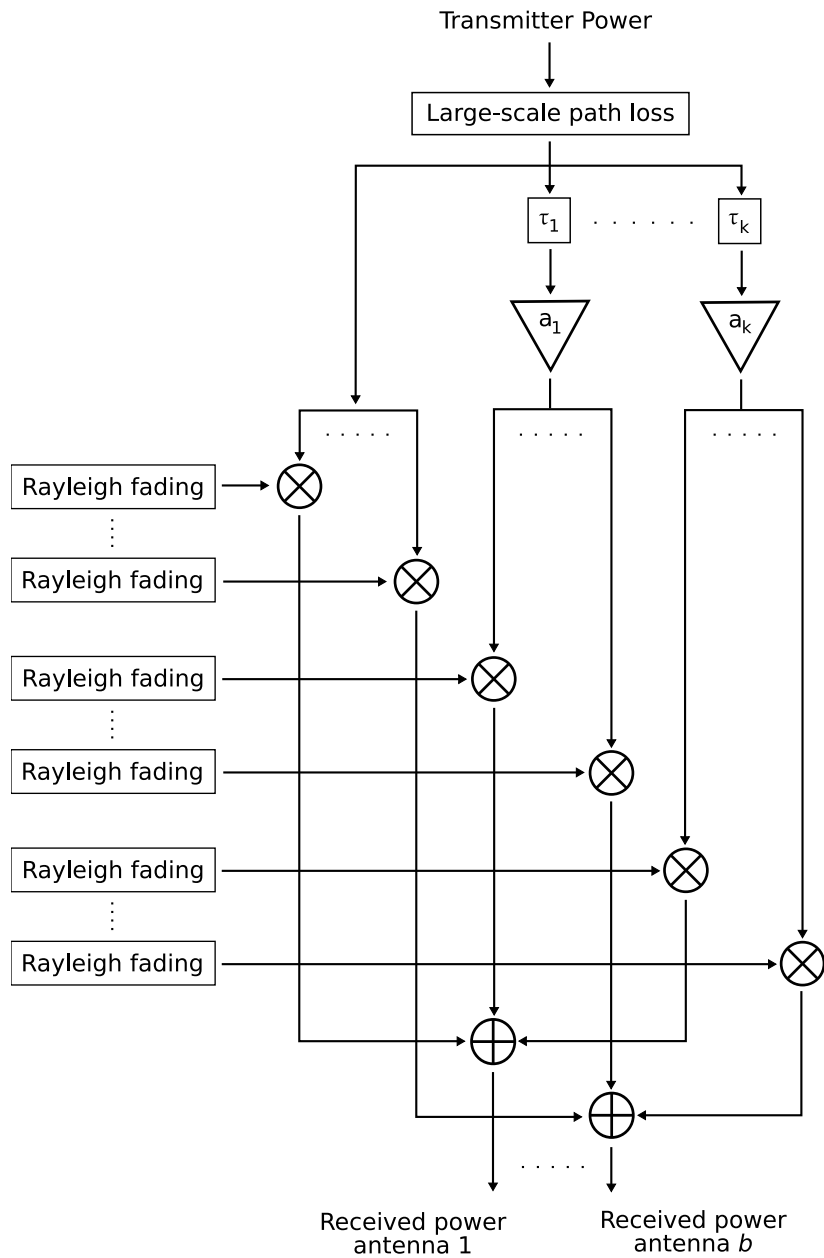 Transmitter Power
Large-scale path loss
τ1 . . . . . . τk
a1 ak
. . . . . . . . . . . . . . .
Rayleigh fading
. . . . .
Rayleigh fading
Rayleigh fading
. . . . .
Rayleigh fading
Rayleigh fading
. . . . .
Rayleigh fading
. . . . .
Received power
antenna 1
Received power
antenna b